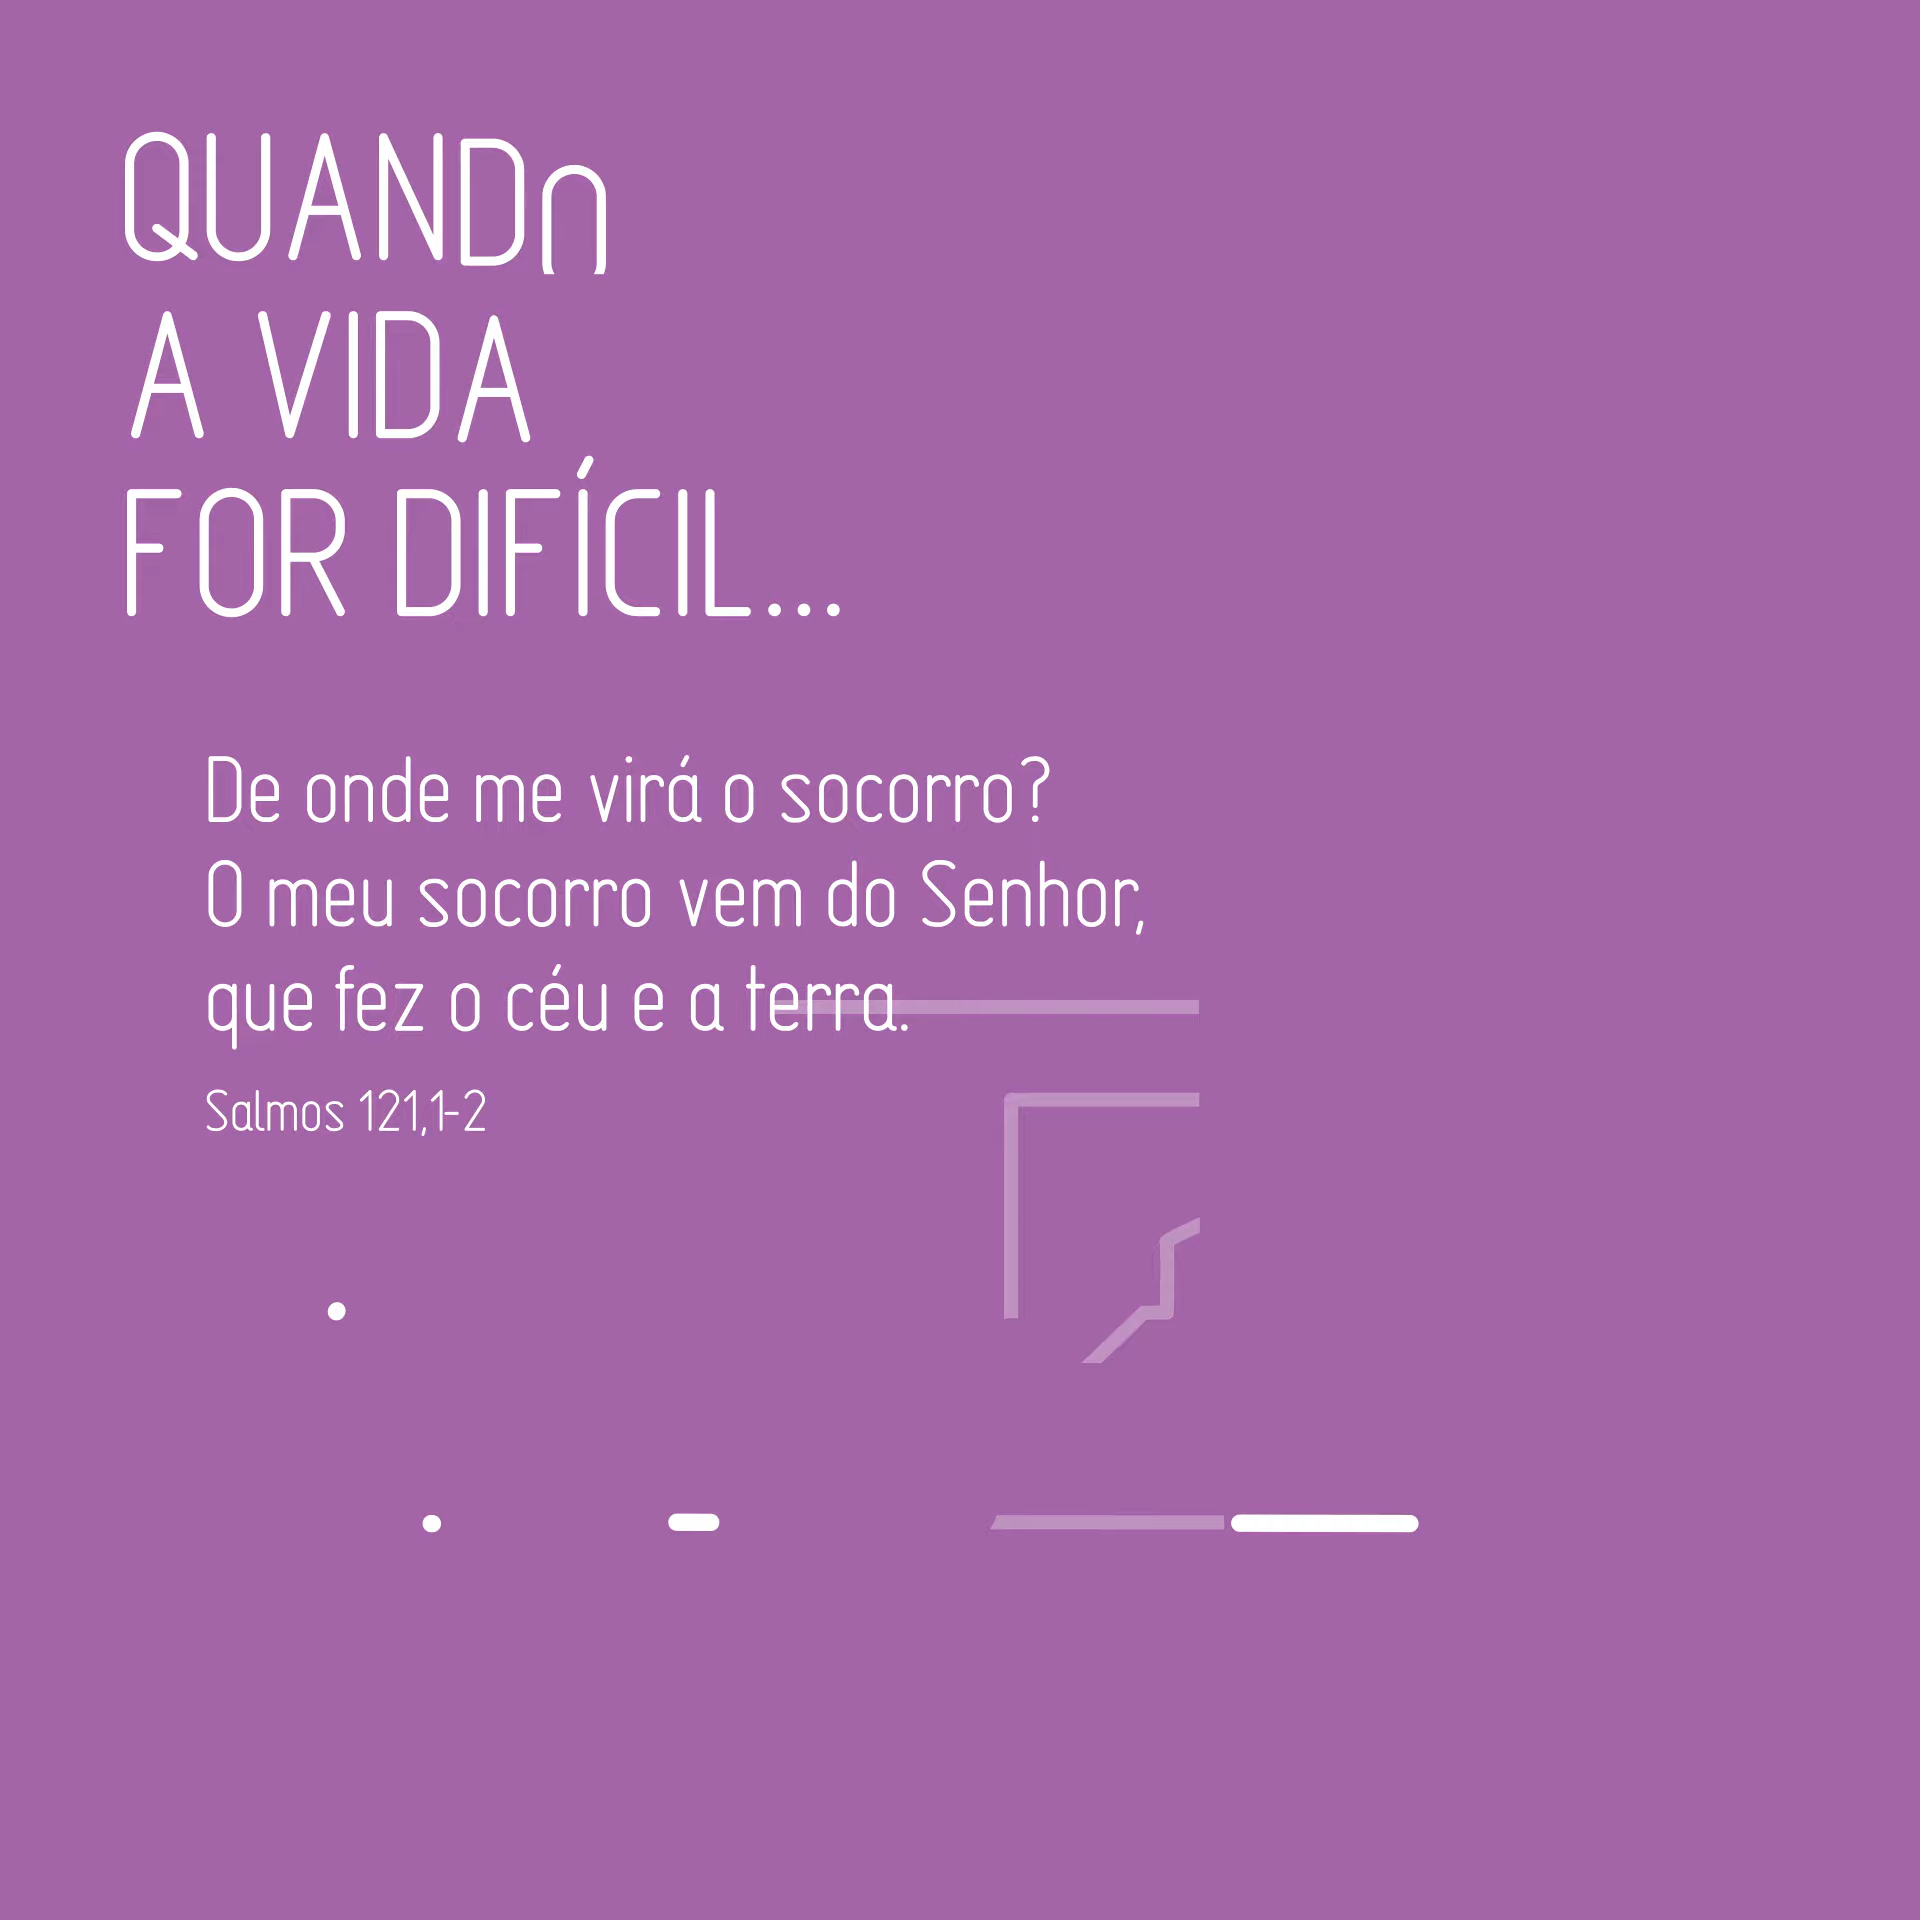 QUANDO
A VIDA
FOR DIFÍCIL...
De onde me virá o socorro?
O meu socorro vem do Senhor,
que fez o céu e a terra.
Salmos 121,1-2